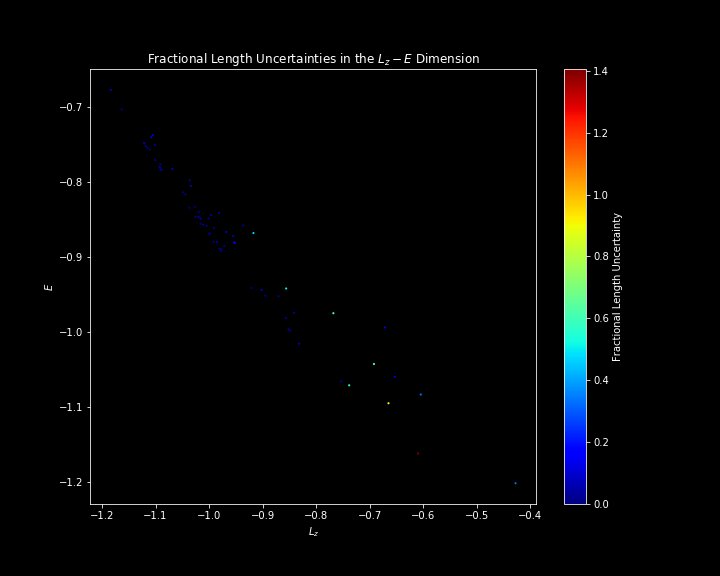 Fractional Length Uncertainties in the L_z − E Dimension
−0.7
−0.8
−0.9
−1.0
−1.1
−1.2
E
−1.2 −1.1 −1.0 −0.9 −0.8 −0.7 −0.6 −0.5 −0.4
L_z
1.4
1.2
1.0
0.8
0.6
0.4
0.2
0.0
Fractional Length Uncertainty